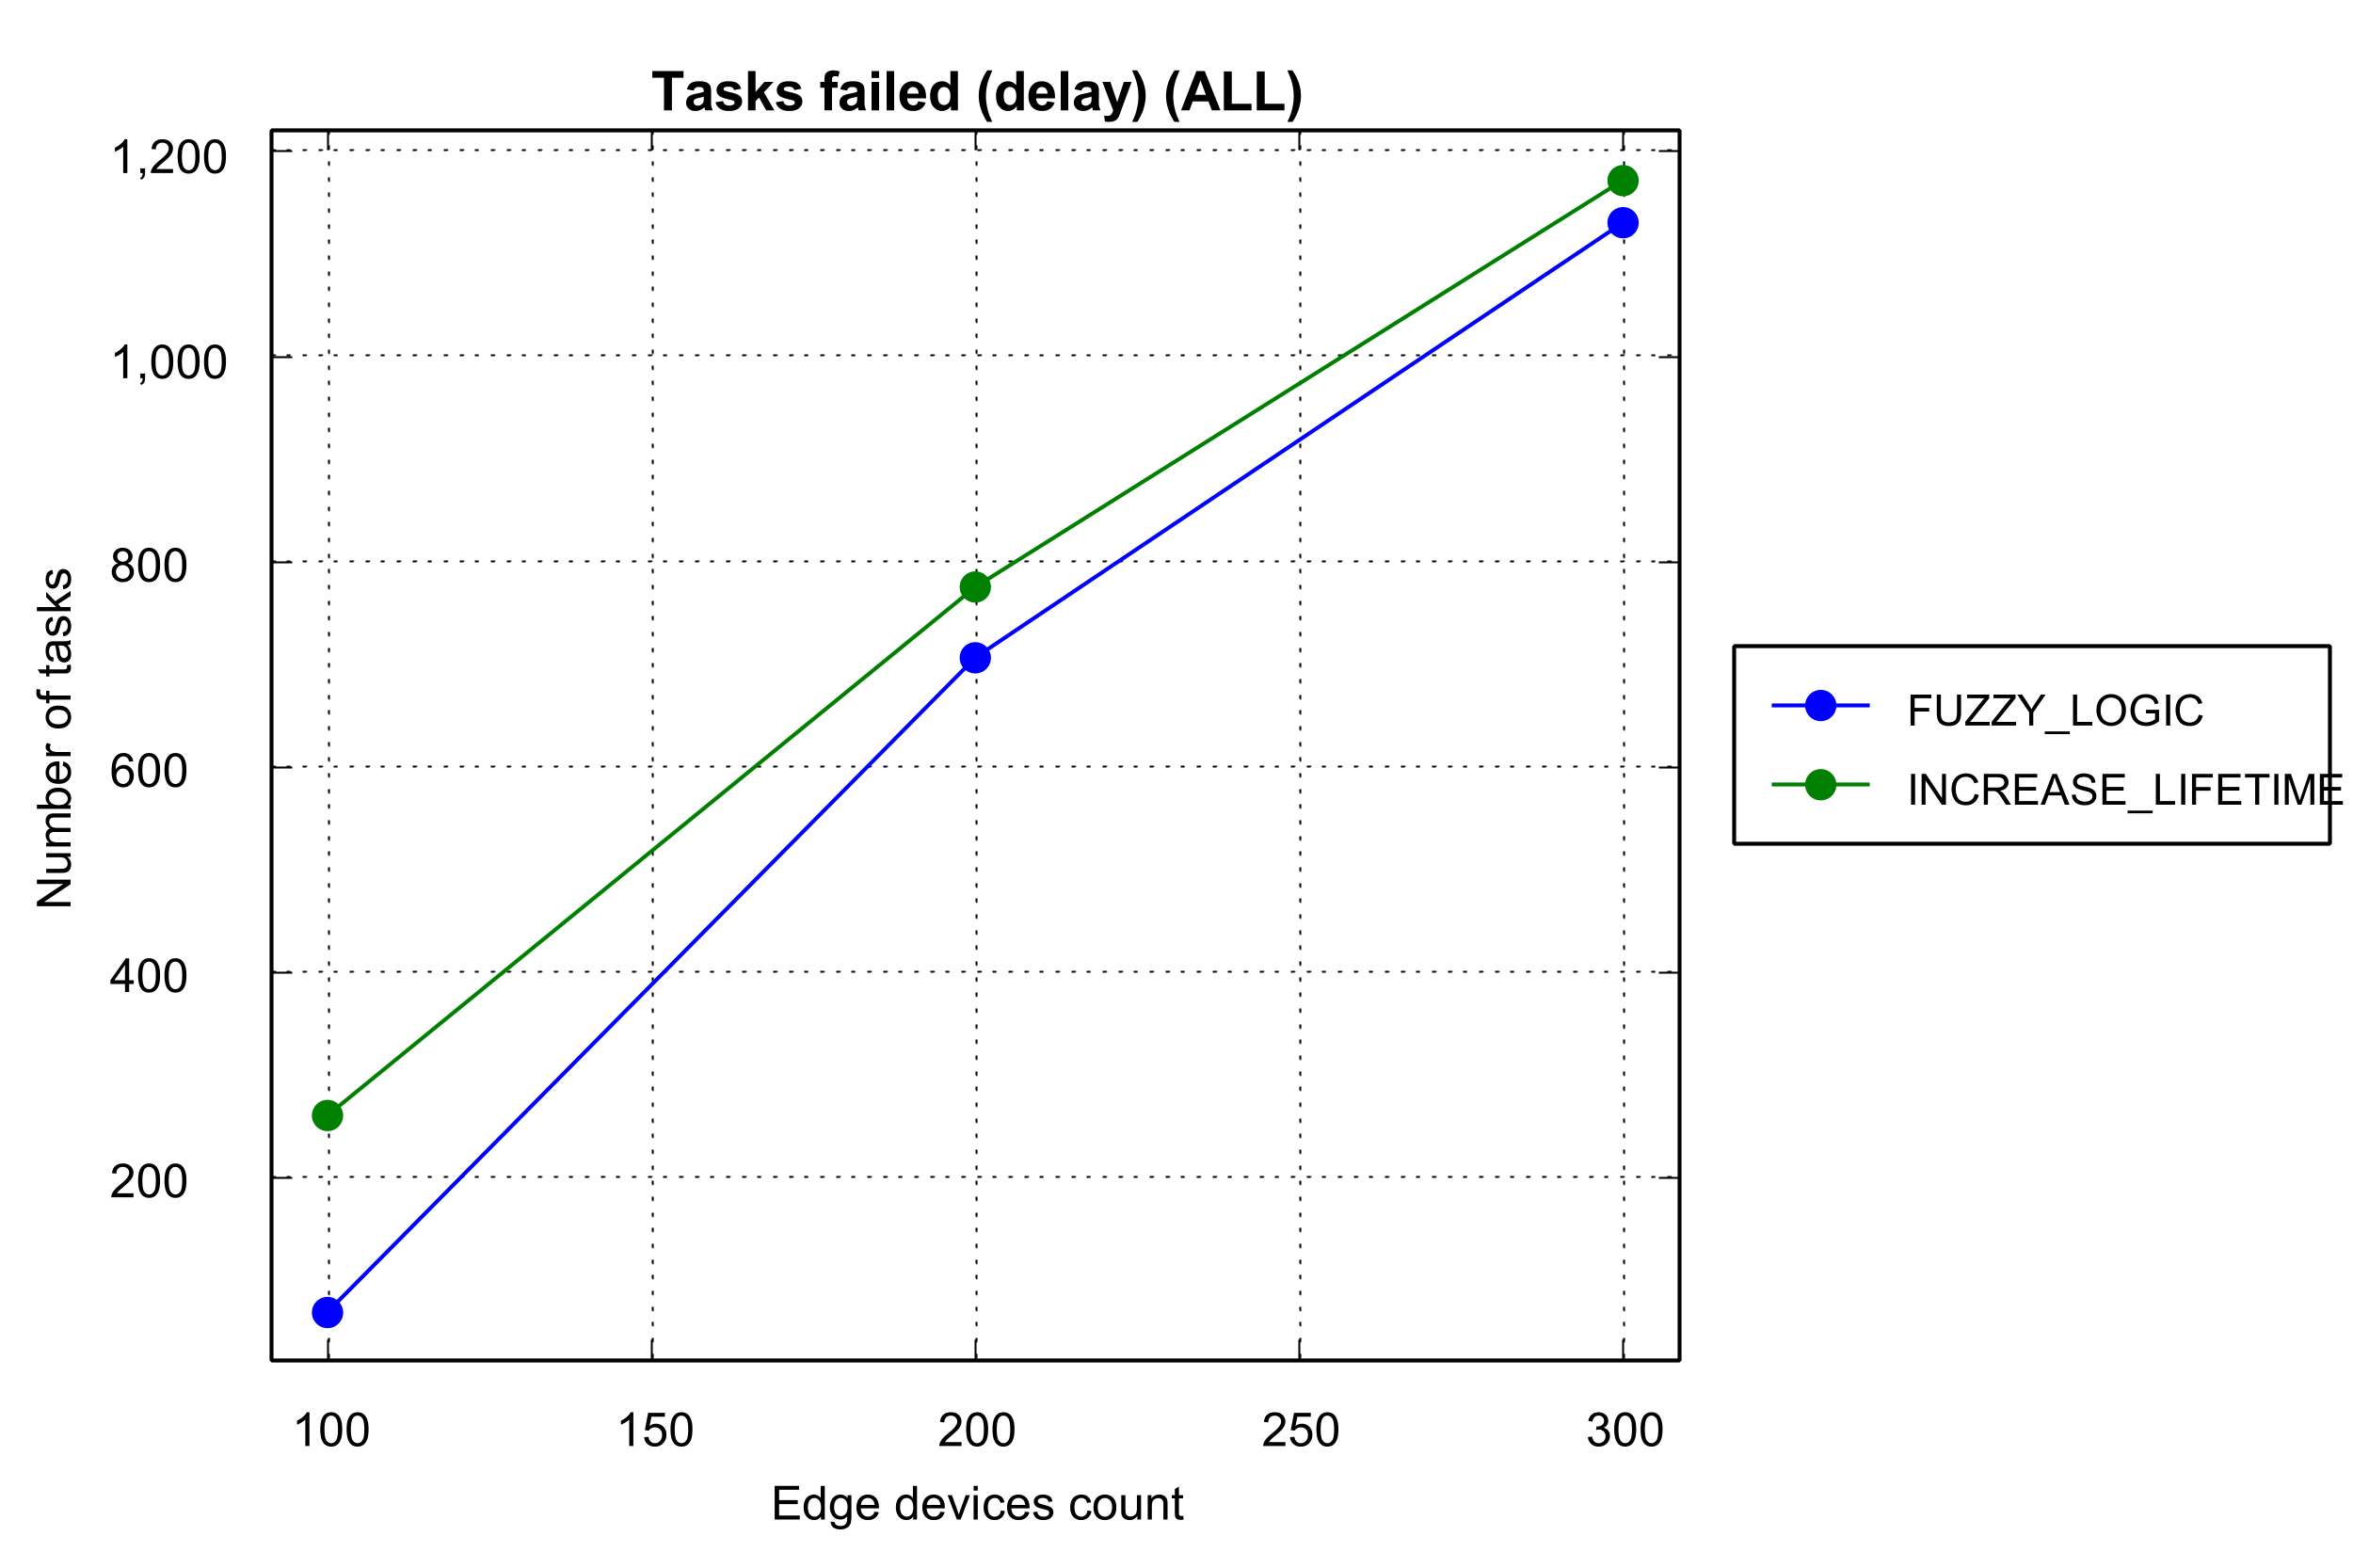 Tasks failed (delay) (ALL)
1,200
1,000
800
600
400
200
Number of tasks
100 150 200 250 300
Edge devices count
FUZZY_LOGIC
INCREASE_LIFETIME